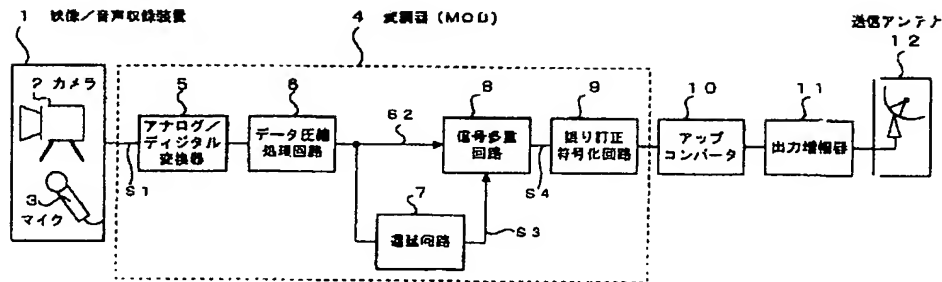 1 映像/音声収録装置
4 変調器(MOD)
送信アンテナ
12
2 カメラ
3
マイク
S1
5
アナログ/
ディジタル
変換器
6
データ圧縮
処理回路
S2
7
遅延回路
S3
8
信号多重
回路
S4
9
誤り訂正
符号化回路
10
アップ
コンバータ
11
出力増幅器